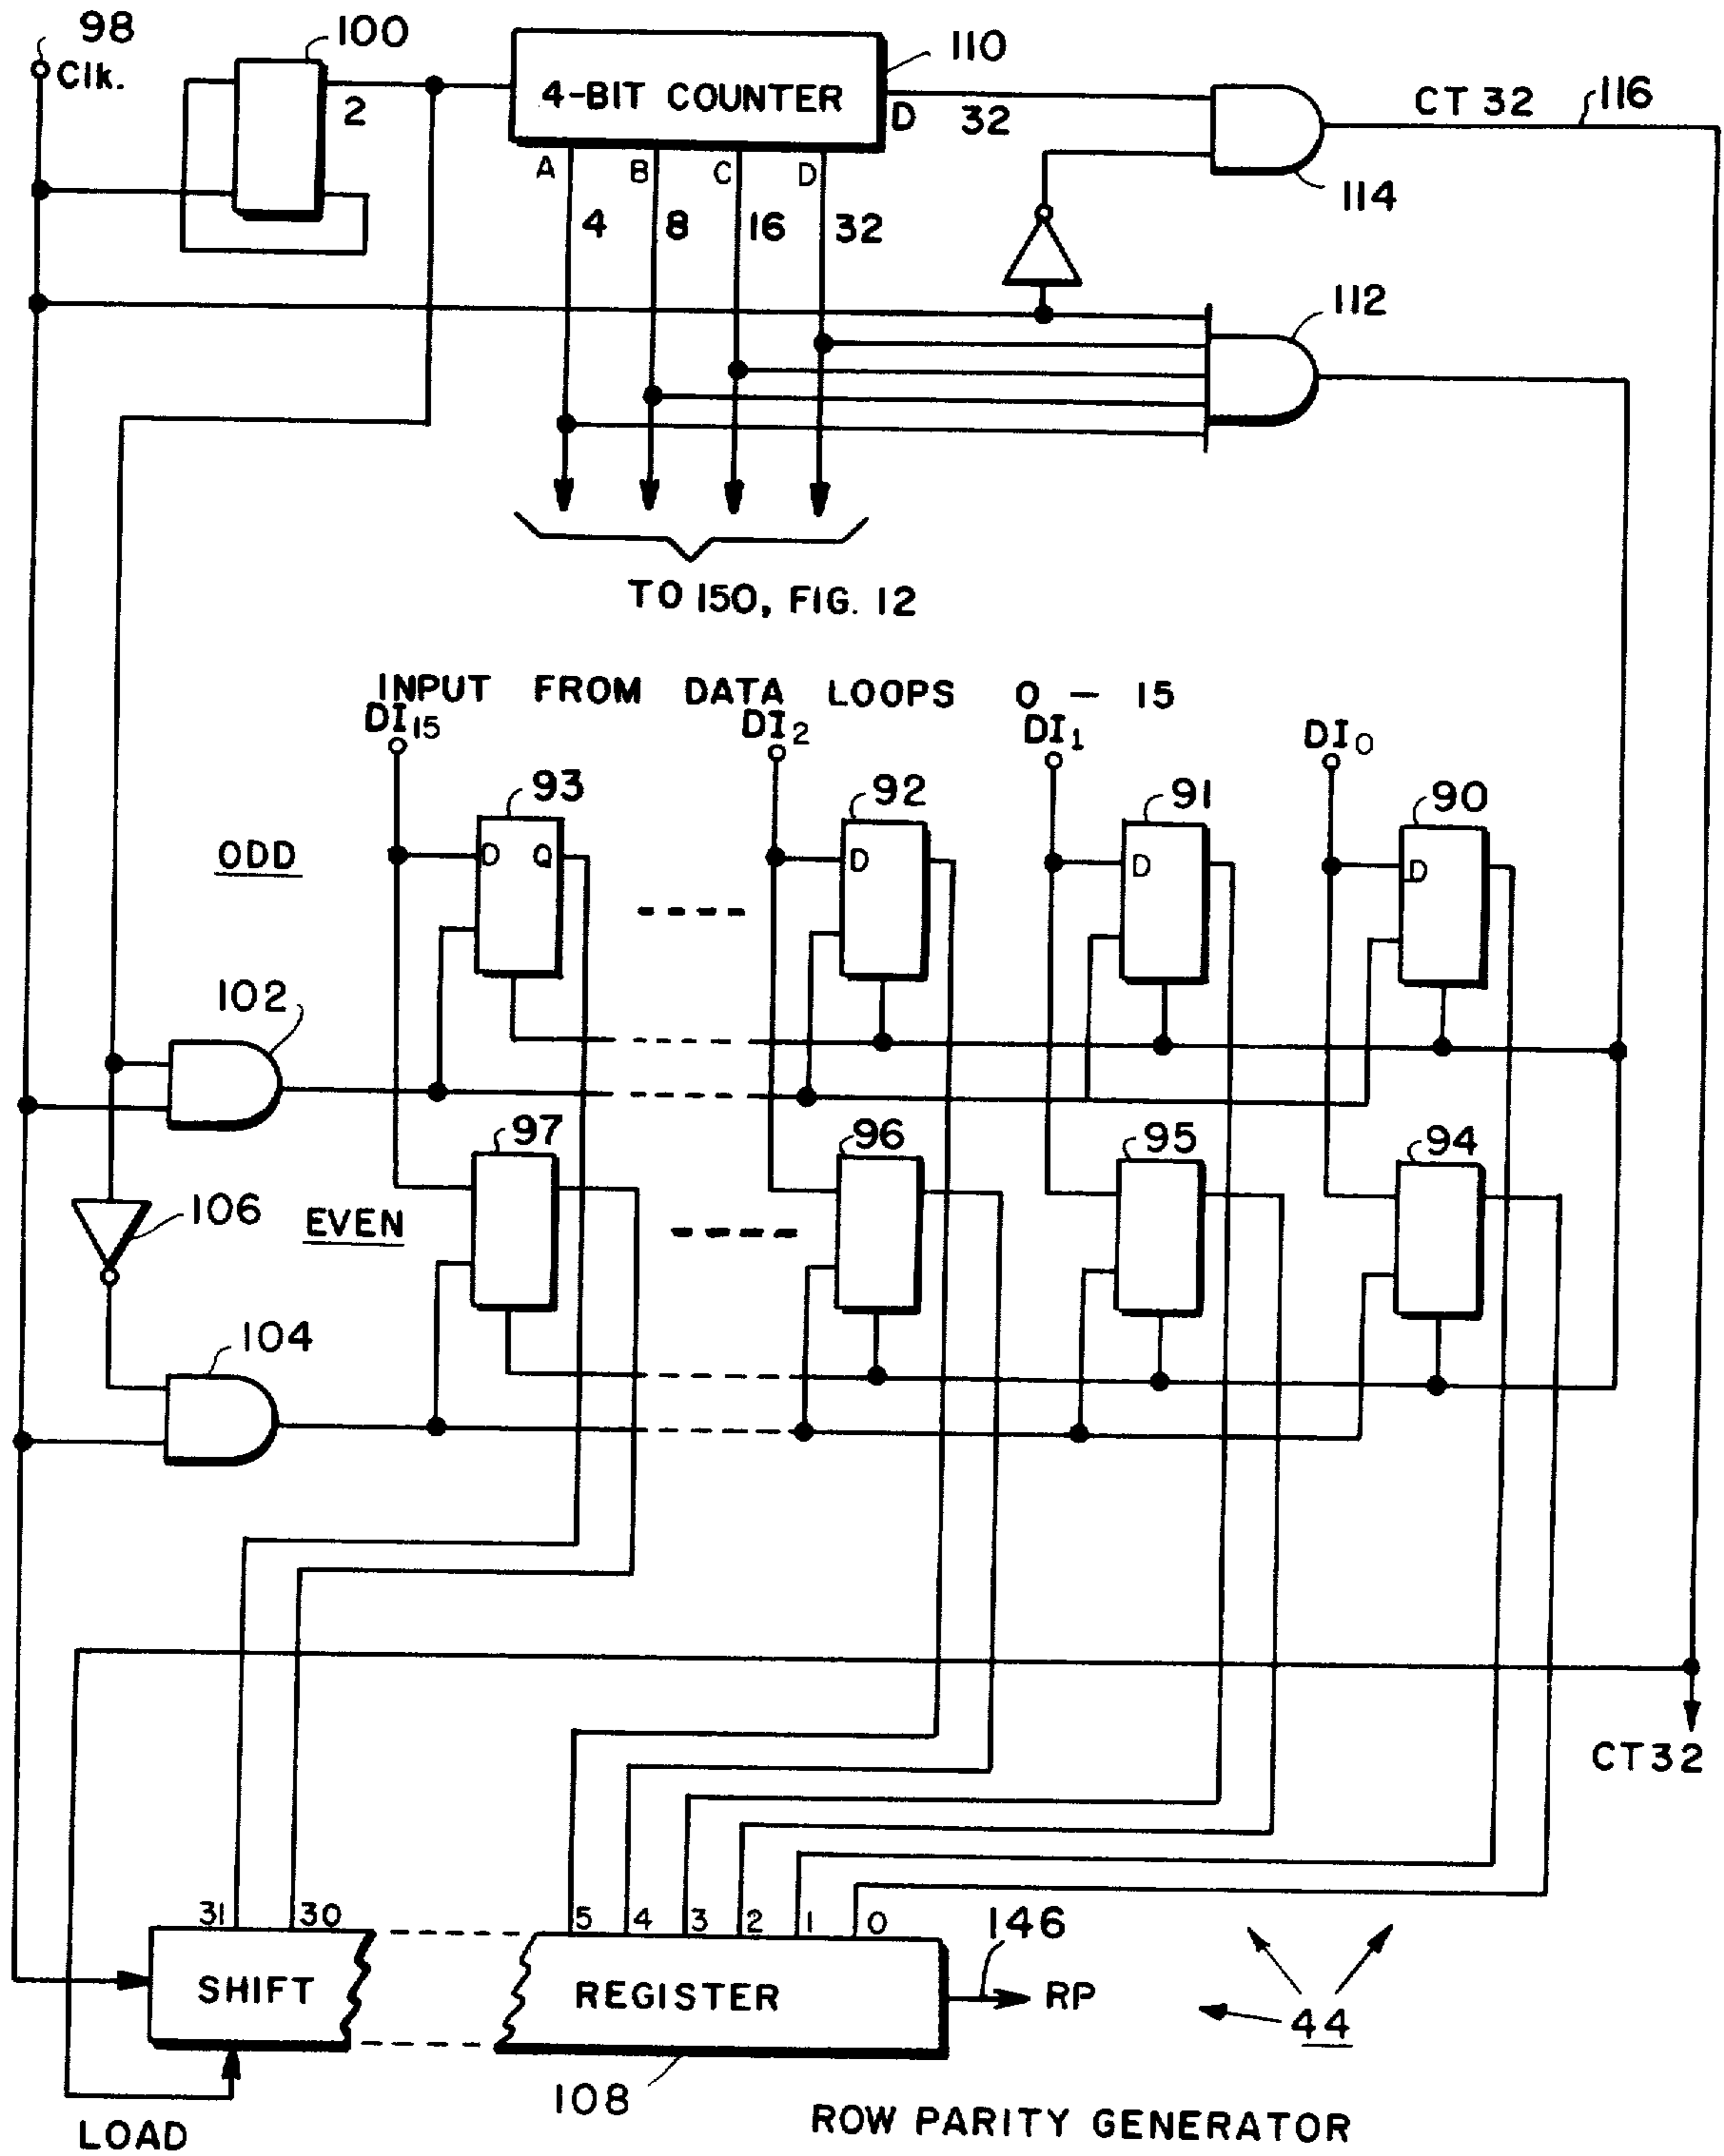 98
Clk.
100
2
4-BIT COUNTER
110
D 32
CT 32
116
114
A B C D
4 8 16 32
112
TO 150, FIG. 12
INPUT FROM DATA LOOPS 0 – 15
DI15 DI2 DI1 DI0
93 92 91 90
ODD
D Q D D D
102
97 96 95 94
106
EVEN
104
CT32
31 30 5 4 3 2 1 0
146
SHIFT REGISTER
RP
44
108
LOAD
ROW PARITY GENERATOR